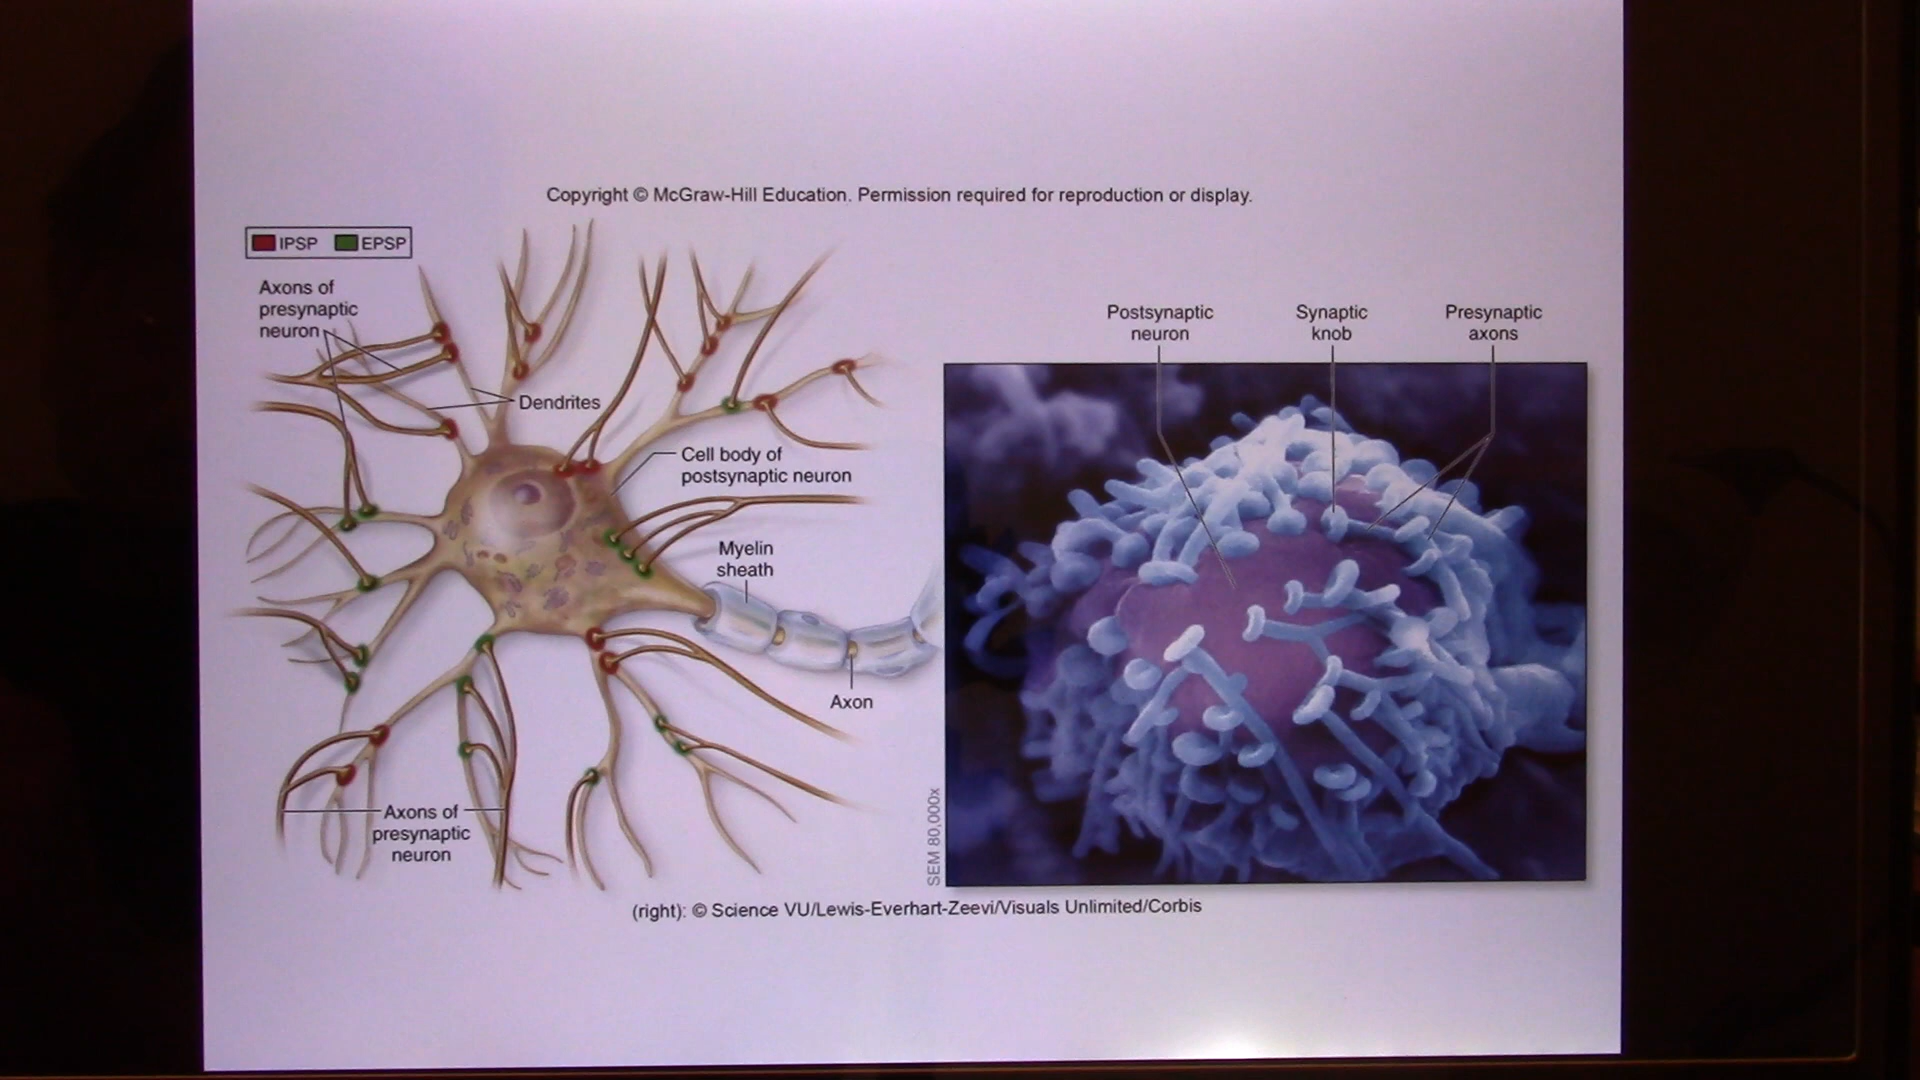 Copyright © McGraw-Hill Education. Permission required for reproduction or display.
IPSP EPSP
Axons of
presynaptic
neuron
Dendrites
Cell body of
postsynaptic neuron
Myelin
sheath
Axon
Axons of
presynaptic
neuron
Postsynaptic
neuron
Synaptic
knob
Presynaptic
axons
SEM 80,000x
(right): © Science VU/Lewis-Everhart-Zeevi/Visuals Unlimited/Corbis